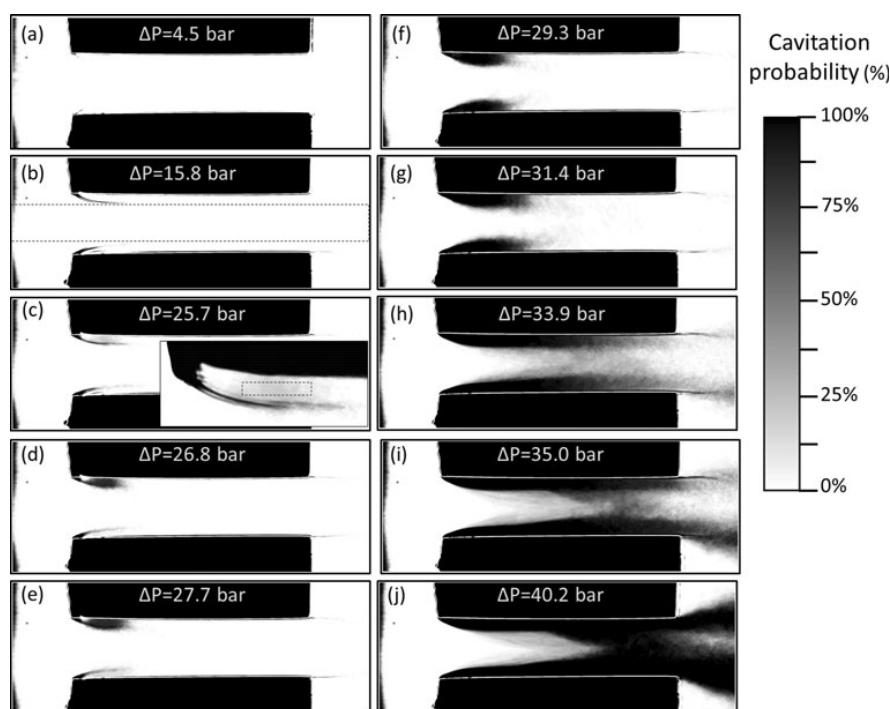 (a)
ΔP=4.5 bar
(b)
ΔP=15.8 bar
(c)
ΔP=25.7 bar
(d)
ΔP=26.8 bar
(e)
ΔP=27.7 bar
(f)
ΔP=29.3 bar
(g)
ΔP=31.4 bar
(h)
ΔP=33.9 bar
(i)
ΔP=35.0 bar
(j)
ΔP=40.2 bar
Cavitation
probability (%)
100%
75%
50%
25%
0%